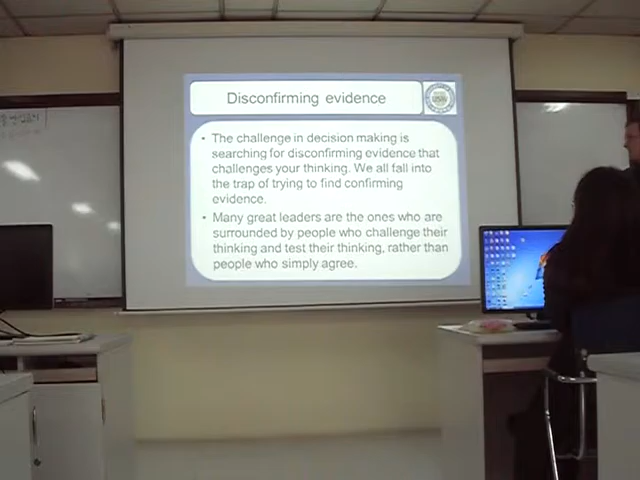 Disconfirming evidence
• The challenge in decision making is
searching for disconfirming evidence that
challenges your thinking. We all fall into
the trap of trying to find confirming
evidence.
• Many great leaders are the ones who are
surrounded by people who challenge their
thinking and test their thinking, rather than
people who simply agree.